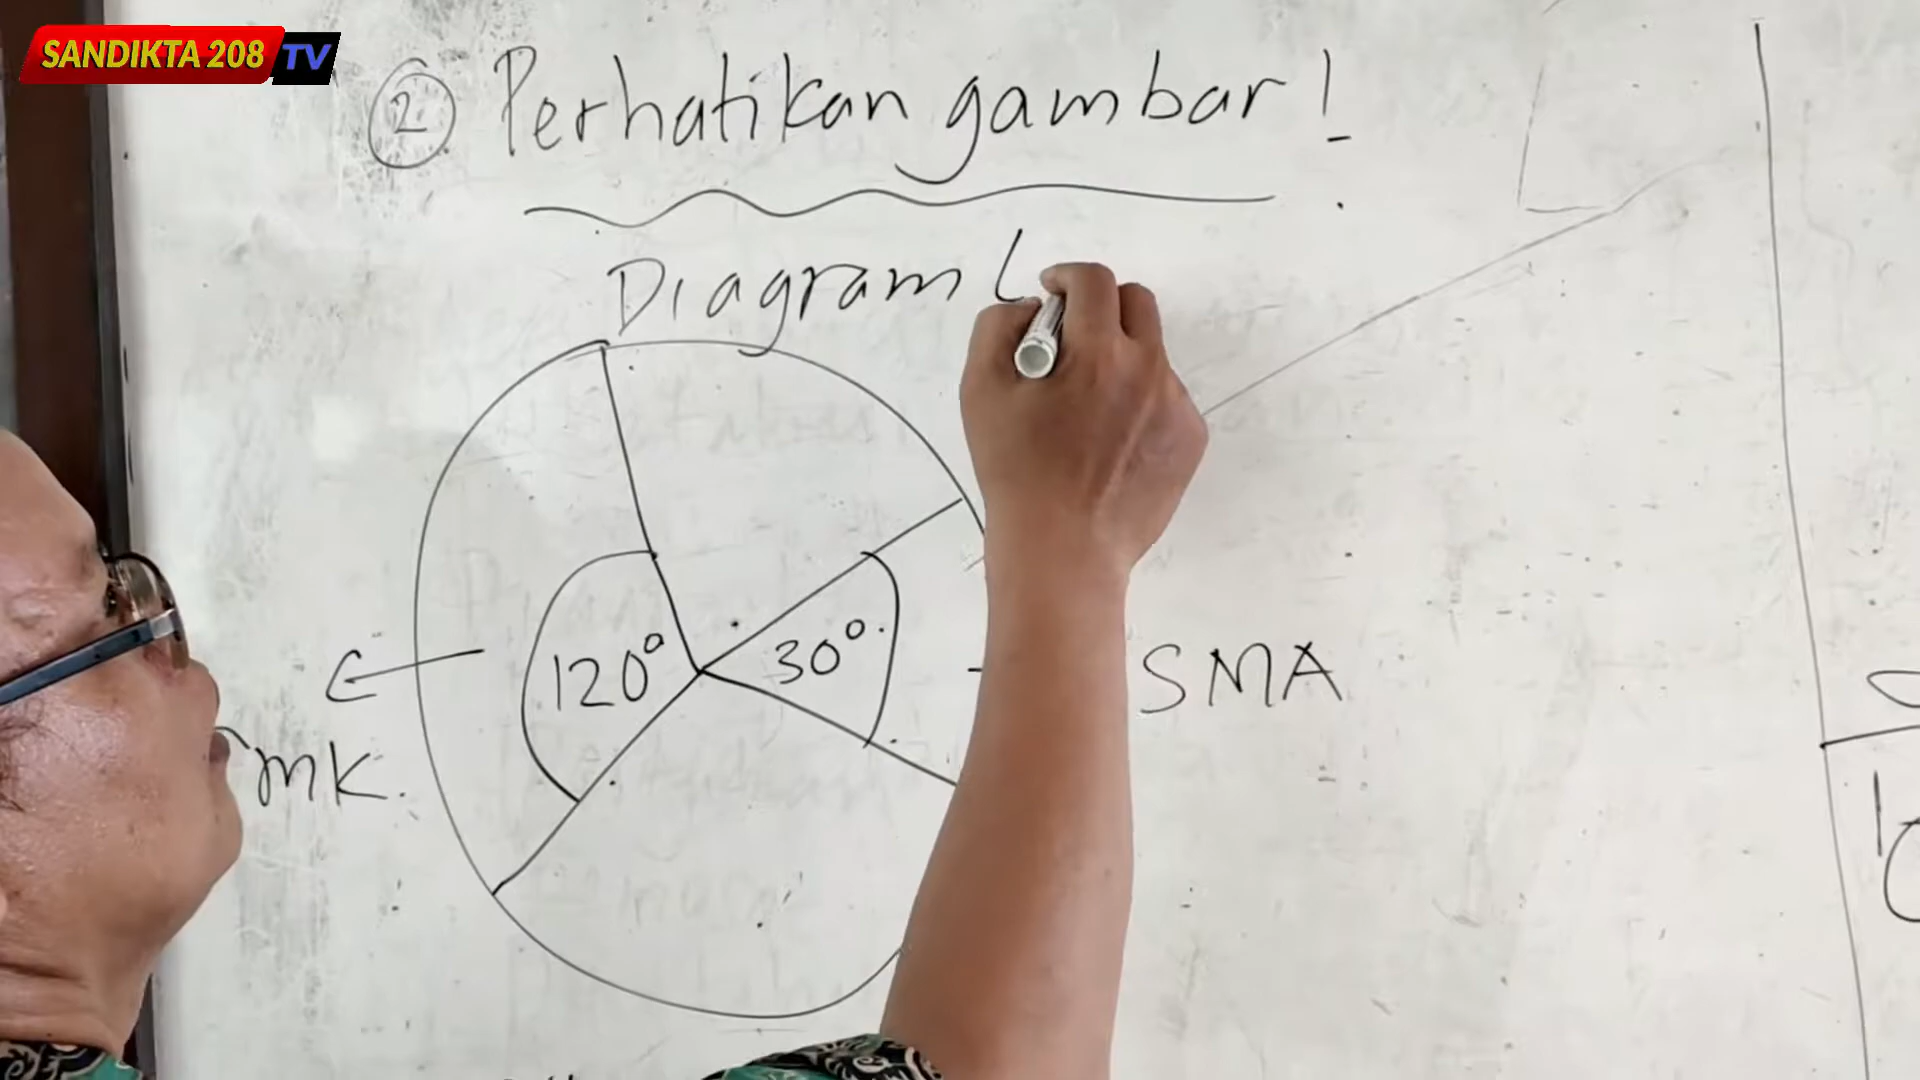 SANDIKTA 208 TV
2. Perhatikan gambar!
Diagram
120°
30°.
SMA
mk.